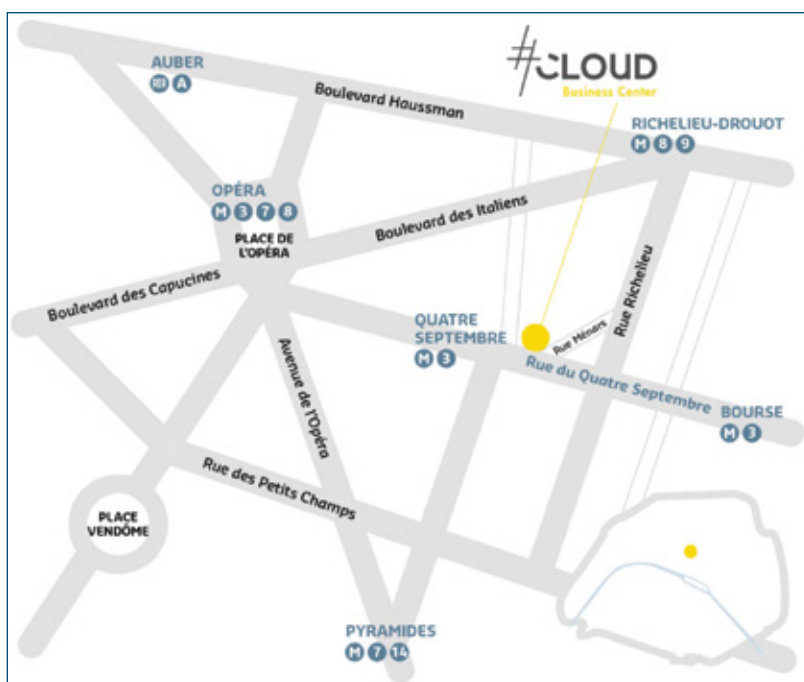 #CLOUD
Business Center
AUBER
RER A
Boulevard Haussman
RICHELIEU-DROUOT
M 8 9
OPÉRA
M 3 7 8
PLACE DE
L'OPÉRA
Boulevard des Italiens
Boulevard des Capucines
Rue Richelieu
QUATRE
SEPTEMBRE
M 3
Rue Ménars
Rue du Quatre Septembre
Avenue de l'Opéra
BOURSE
M 3
Rue des Petits Champs
PLACE
VENDÔME
PYRAMIDES
M 7 14